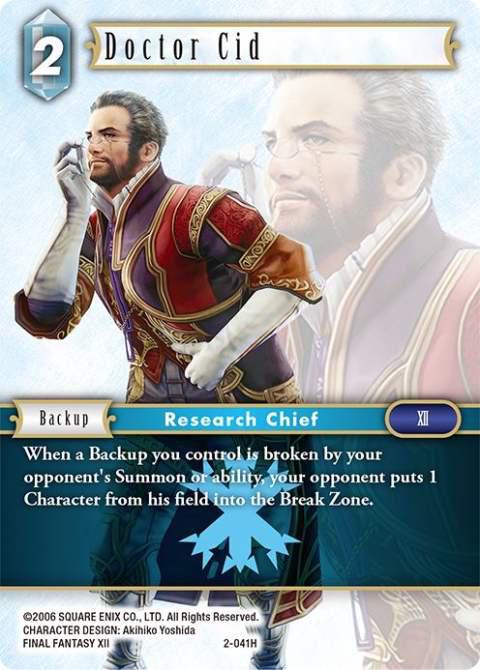 2
Doctor Cid
Backup
Research Chief
XII
When a Backup you control is broken by your
opponent's Summon or ability, your opponent puts 1
Character from his field into the Break Zone.
©2006 SQUARE ENIX CO., LTD. All Rights Reserved.
CHARACTER DESIGN: Akihiko Yoshida
FINAL FANTASY XII
2-041H